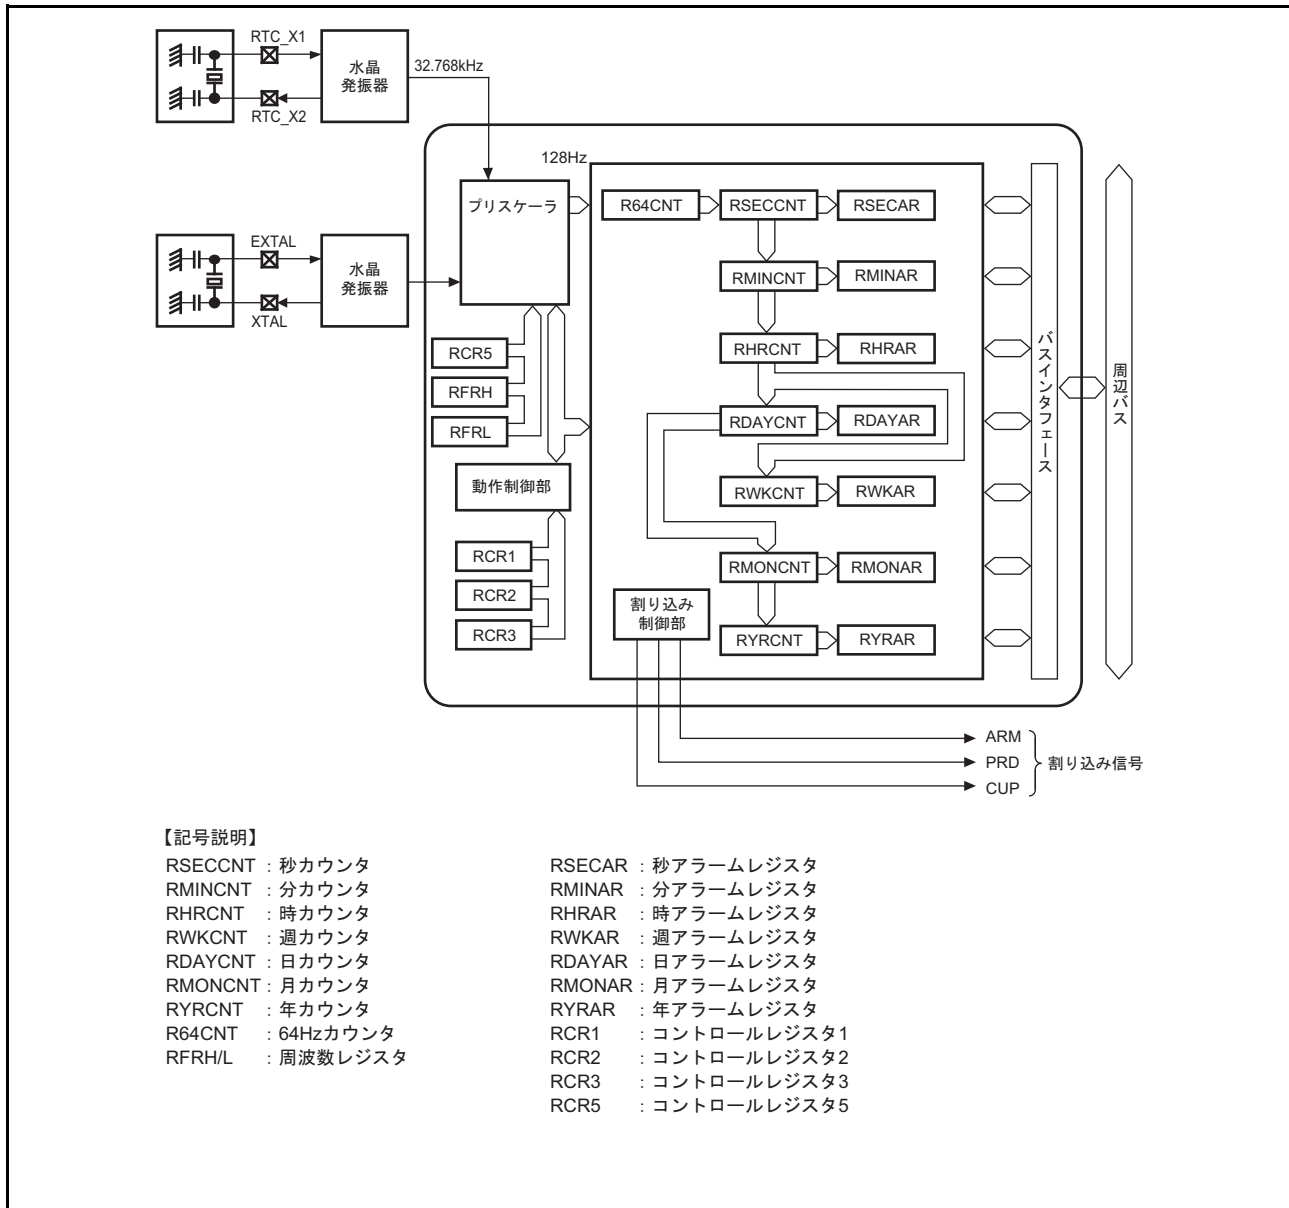 RTC_X1
水晶
発振器
32.768kHz
RTC_X2
128Hz
プリスケーラ
R64CNT
RSECCNT
RSECAR
EXTAL
水晶
発振器
XTAL
RMINCNT
RMINAR
RCR5
RFRH
RFRL
RHRCNT
RHRAR
RDAYCNT
RDAYAR
動作制御部
RWKCNT
RWKAR
RCR1
RCR2
RCR3
RMONCNT
RMONAR
割り込み
制御部
RYRCNT
RYRAR
バスインタフェース
周辺バス
ARM
PRD
CUP
割り込み信号
【記号説明】
RSECCNT : 秒カウンタ
RMINCNT : 分カウンタ
RHRCNT : 時カウンタ
RWKCNT : 週カウンタ
RDAYCNT : 日カウンタ
RMONCNT : 月カウンタ
RYRCNT : 年カウンタ
R64CNT : 64Hzカウンタ
RFRH/L : 周波数レジスタ
RSECAR : 秒アラームレジスタ
RMINAR : 分アラームレジスタ
RHRAR : 時アラームレジスタ
RWKAR : 週アラームレジスタ
RDAYAR : 日アラームレジスタ
RMONAR : 月アラームレジスタ
RYRAR : 年アラームレジスタ
RCR1 : コントロールレジスタ1
RCR2 : コントロールレジスタ2
RCR3 : コントロールレジスタ3
RCR5 : コントロールレジスタ5